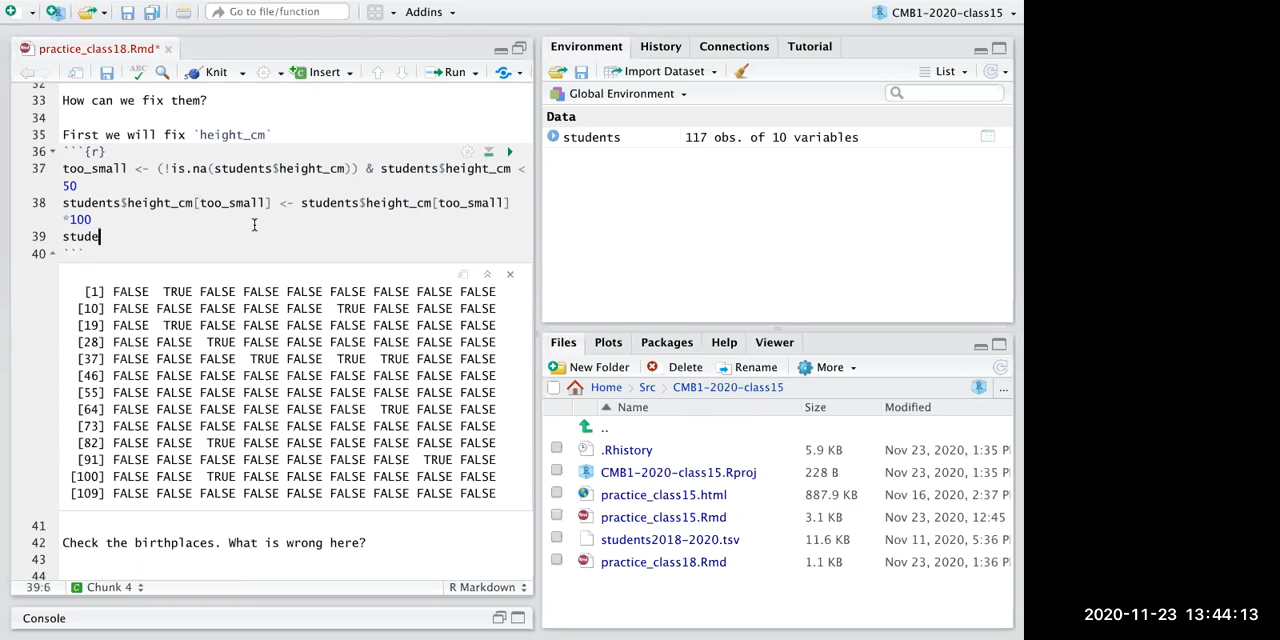 Go to file/function
Addins
CMB1-2020-class15
practice_class18.Rmd*
ABC
Knit
Insert
Run
32
33 How can we fix them?
34
35 First we will fix `height_cm`
36 ```{r}
37 too_small <- (!is.na(students$height_cm)) & students$height_cm <
50
38 students$height_cm[too_small] <- students$height_cm[too_small]
*100
39 stude
40 ```
[1] FALSE TRUE FALSE FALSE FALSE FALSE FALSE FALSE FALSE
[10] FALSE FALSE FALSE FALSE FALSE TRUE FALSE FALSE FALSE
[19] FALSE TRUE FALSE FALSE FALSE FALSE FALSE FALSE FALSE
[28] FALSE FALSE TRUE FALSE FALSE FALSE FALSE FALSE FALSE
[37] FALSE FALSE FALSE TRUE FALSE TRUE TRUE FALSE FALSE
[46] FALSE FALSE FALSE FALSE FALSE FALSE FALSE FALSE FALSE
[55] FALSE FALSE FALSE FALSE FALSE FALSE FALSE FALSE FALSE
[64] FALSE FALSE FALSE FALSE FALSE FALSE TRUE FALSE FALSE
[73] FALSE FALSE FALSE FALSE FALSE FALSE FALSE FALSE FALSE
[82] FALSE FALSE TRUE FALSE FALSE FALSE FALSE FALSE FALSE
[91] FALSE FALSE FALSE FALSE FALSE FALSE FALSE TRUE FALSE
[100] FALSE FALSE TRUE FALSE FALSE FALSE FALSE FALSE FALSE
[109] FALSE FALSE FALSE FALSE FALSE FALSE FALSE FALSE FALSE
41
42 Check the birthplaces. What is wrong here?
43
44
39:6 Chunk 4 R Markdown
Console
Environment History Connections Tutorial
Import Dataset List
Global Environment
Data
students 117 obs. of 10 variables
Files Plots Packages Help Viewer
New Folder Delete Rename More
Home Src CMB1-2020-class15 ...
Name Size Modified
..
.Rhistory 5.9 KB Nov 23, 2020, 1:35 P
CMB1-2020-class15.Rproj 228 B Nov 23, 2020, 1:35 P
practice_class15.html 887.9 KB Nov 16, 2020, 2:37 P
practice_class15.Rmd 3.1 KB Nov 23, 2020, 12:45
students2018-2020.tsv 11.6 KB Nov 11, 2020, 5:36 P
practice_class18.Rmd 1.1 KB Nov 23, 2020, 1:36 P
2020-11-23 13:44:13